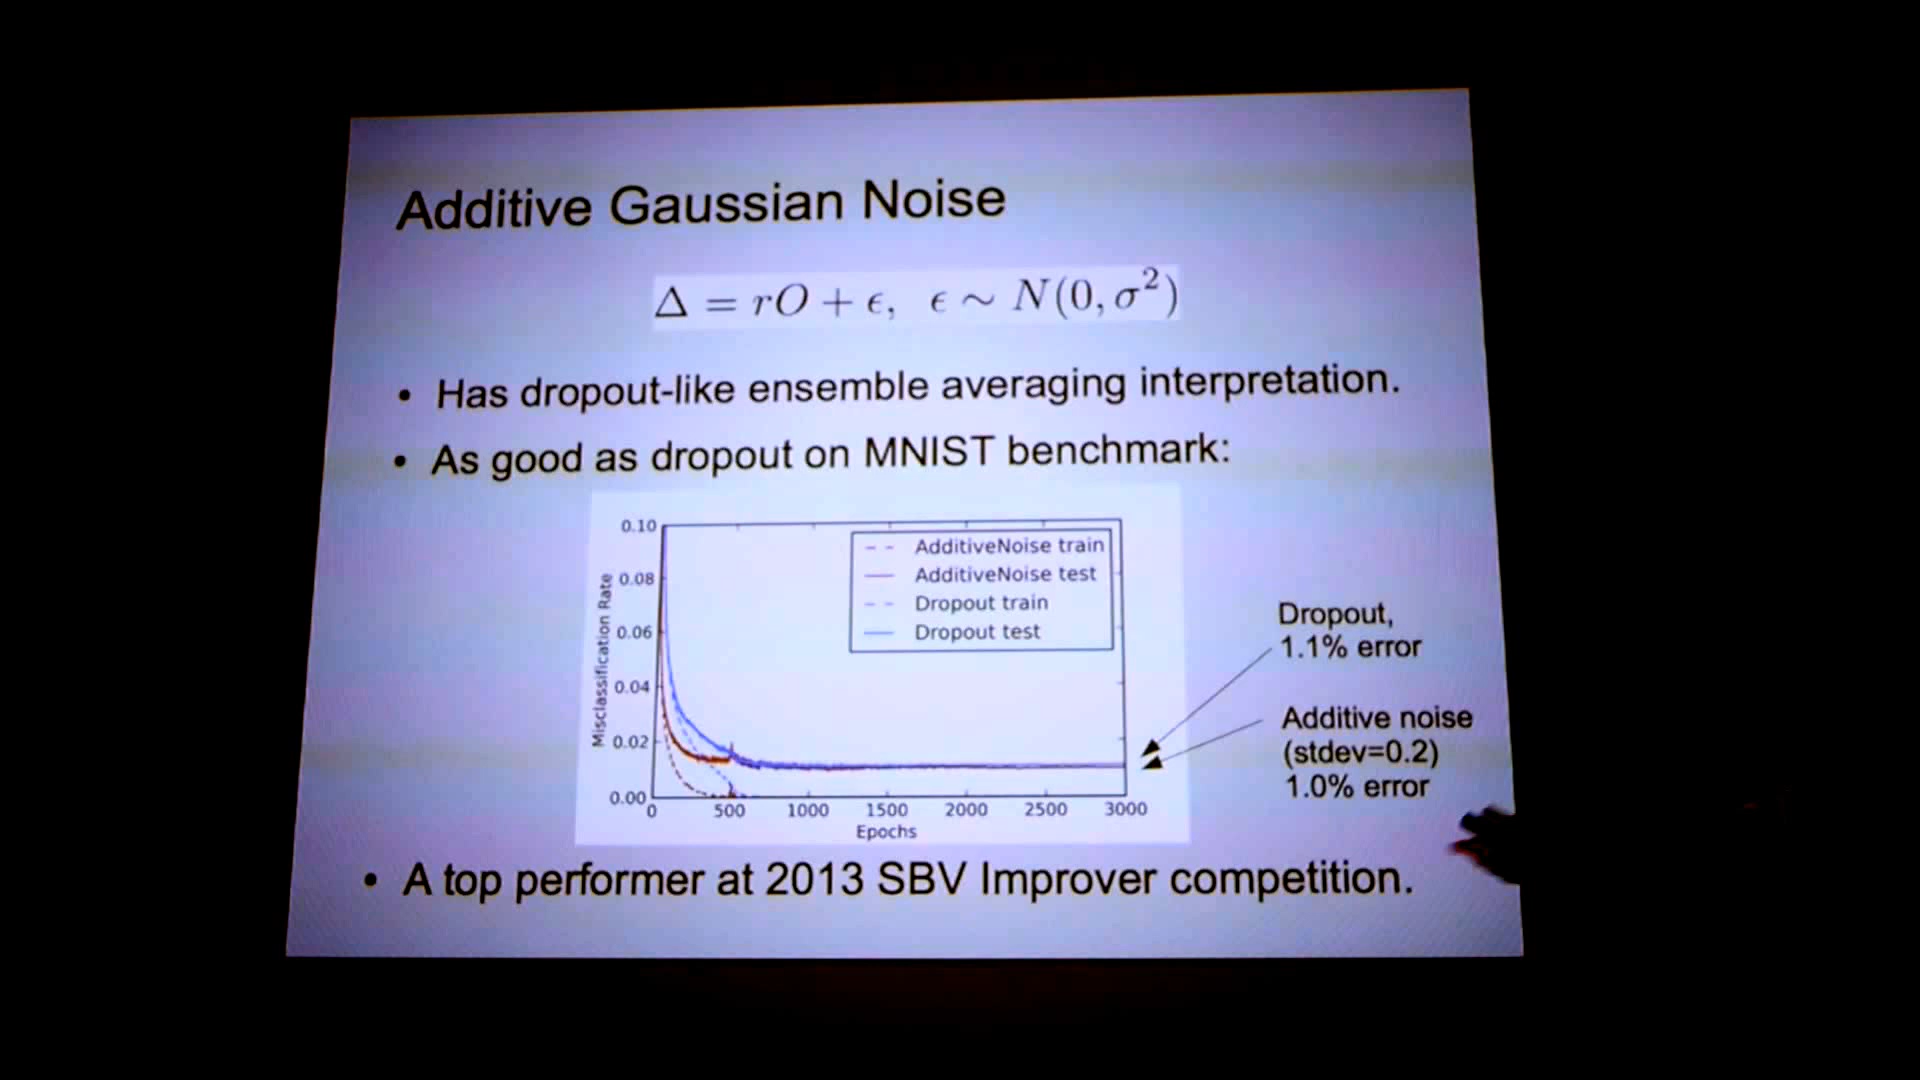 Additive Gaussian Noise
Δ = rO + ϵ, ϵ ∼ N(0, σ²)
• Has dropout-like ensemble averaging interpretation.
• As good as dropout on MNIST benchmark:
0.10
0.08
0.06
0.04
0.02
0.00
Misclassification Rate
AdditiveNoise train
AdditiveNoise test
Dropout train
Dropout test
0 500 1000 1500 2000 2500 3000
Epochs
Dropout,
1.1% error
Additive noise
(stdev=0.2)
1.0% error
• A top performer at 2013 SBV Improver competition.